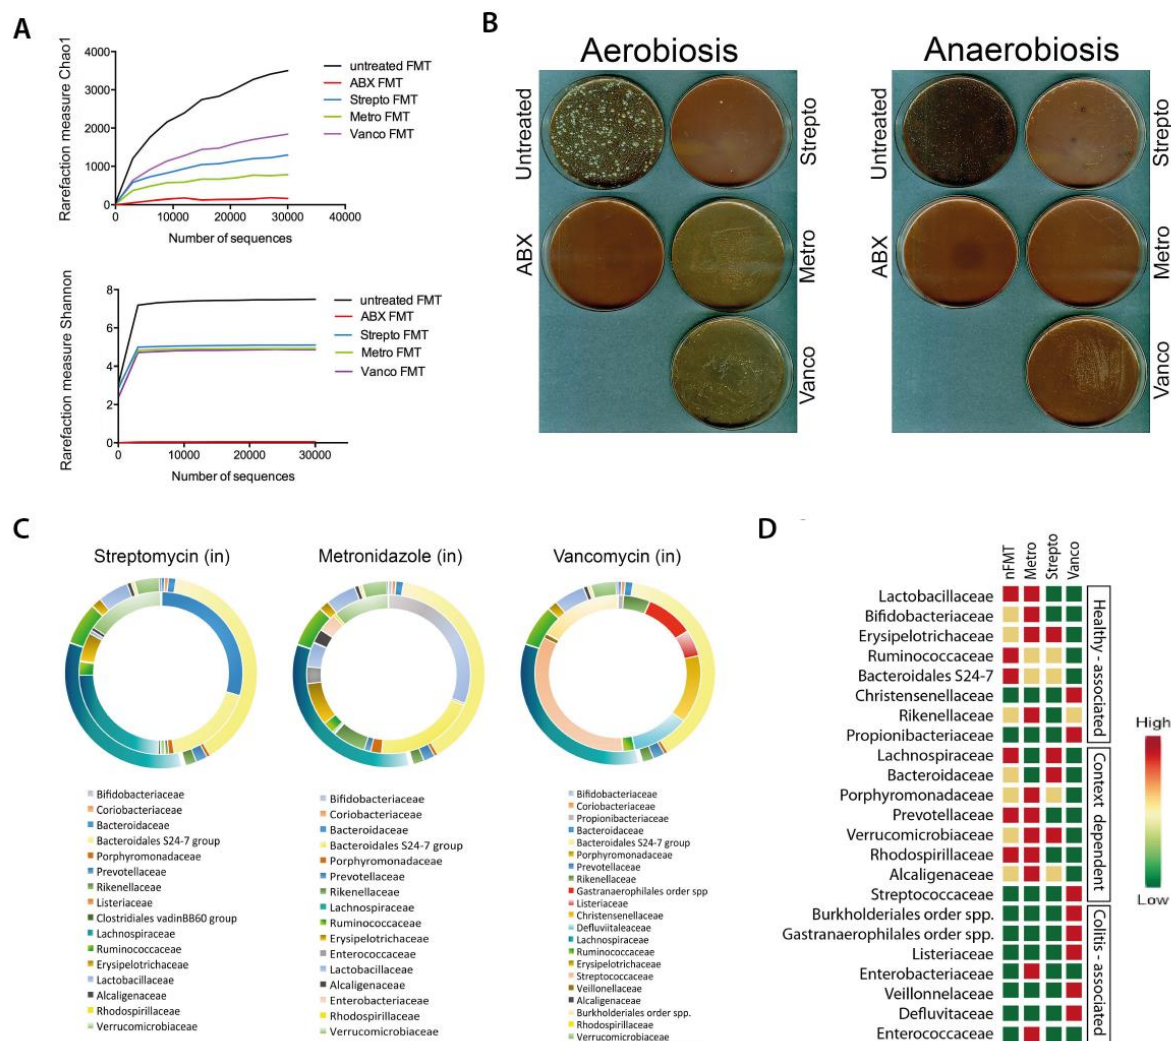 A
Rarefaction measure Chao1
4000
3000
2000
1000
0
0
10000
20000
30000
40000
Number of sequences
untreated FMT
ABX FMT
Strepto FMT
Metro FMT
Vanco FMT
Rarefaction measure Shannon
8
6
4
2
0
0
10000
20000
30000
Number of sequences
untreated FMT
ABX FMT
Strepto FMT
Metro FMT
Vanco FMT
B
Aerobiosis
Untreated
Strepto
ABX
Metro
Vanco
Anaerobiosis
Untreated
Strepto
ABX
Metro
Vanco
C
Streptomycin (in)
Bifidobacteriaceae
Coriobacteriaceae
Bacteroidaceae
Bacteroidales S24-7 group
Porphyromonadaceae
Prevotellaceae
Rikenellaceae
Listeriaceae
Clostridiales vadinBB60 group
Lachnospiraceae
Ruminococcaceae
Erysipelotrichaceae
Lactobacillaceae
Alcaligenaceae
Rhodospirillaceae
Verrucomicrobiaceae
Metronidazole (in)
Bifidobacteriaceae
Coriobacteriaceae
Bacteroidaceae
Bacteroidales S24-7 group
Porphyromonadaceae
Prevotellaceae
Rikenellaceae
Lachnospiraceae
Ruminococcaceae
Erysipelotrichaceae
Enterococcaceae
Lactobacillaceae
Alcaligenaceae
Enterobacteriaceae
Rhodospirillaceae
Verrucomicrobiaceae
Vancomycin (in)
Bifidobacteriaceae
Coriobacteriaceae
Propionibacteriaceae
Bacteroidaceae
Bacteroidales S24-7 group
Porphyromonadaceae
Prevotellaceae
Rikenellaceae
Gastranaerophilales order spp
Listeriaceae
Christensenellaceae
Defluviitaleaceae
Lachnospiraceae
Ruminococcaceae
Erysipelotrichaceae
Streptococcaceae
Veillonellaceae
Alcaligenaceae
Burkholderiales order spp.
Rhodospirillaceae
Verrucomicrobiaceae
D
nFMT
Metro
Strepto
Vanco
Lactobacillaceae
Bifidobacteriaceae
Erysipelotrichaceae
Ruminococcaceae
Bacteroidales S24-7
Christensenellaceae
Rikenellaceae
Propionibacteriaceae
Lachnospiraceae
Bacteroidaceae
Porphyromonadaceae
Prevotellaceae
Verrucomicrobiaceae
Rhodospirillaceae
Alcaligenaceae
Streptococcaceae
Burkholderiales order spp.
Gastranaerophilales order spp.
Listeriaceae
Enterobacteriaceae
Veillonnelaceae
Defluvitaceae
Enterococcaceae
Healthy - associated
Context dependent
Colitis - associated
High
Low